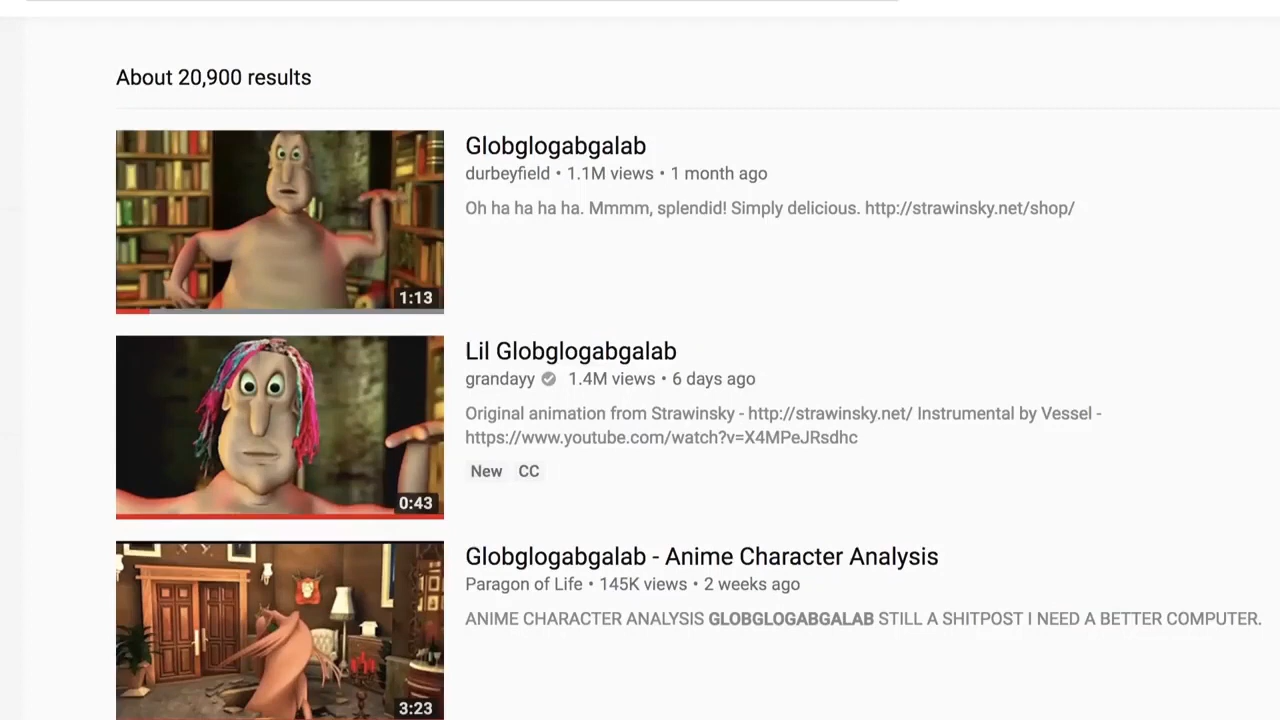 About 20,900 results
Globglogabgalab
durbeyfield • 1.1M views • 1 month ago
Oh ha ha ha ha. Mmmm, splendid! Simply delicious. http://strawinsky.net/shop/
1:13
Lil Globglogabgalab
grandayy 1.4M views • 6 days ago
Original animation from Strawinsky - http://strawinsky.net/ Instrumental by Vessel -
https://www.youtube.com/watch?v=X4MPeJRsdhc
New CC
0:43
Globglogabgalab - Anime Character Analysis
Paragon of Life • 145K views • 2 weeks ago
ANIME CHARACTER ANALYSIS GLOBGLOGABGALAB STILL A SHITPOST I NEED A BETTER COMPUTER.
3:23